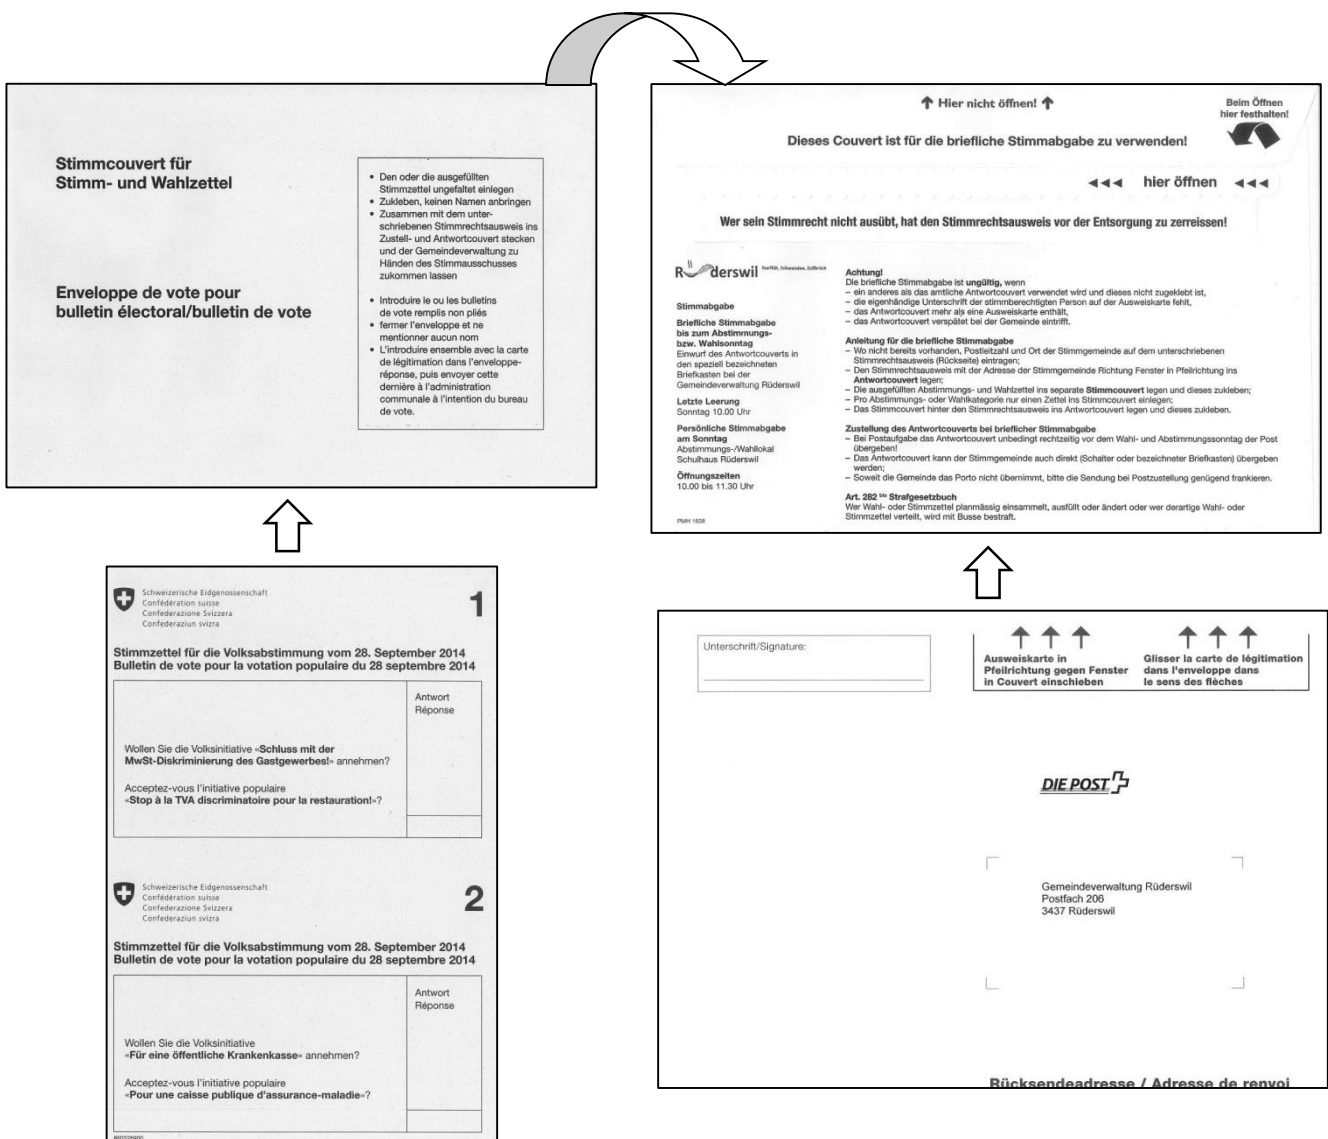 Stimmcouvert für
Stimm- und Wahlzettel
Enveloppe de vote pour
bulletin électoral/bulletin de vote
• Den oder die ausgefüllten
Stimmzettel ungefaltet einlegen
• Zukleben, keinen Namen anbringen
• Zusammen mit dem unter-
schriebenen Stimmrechtsausweis ins
Zustell- und Antwortcouvert stecken
und der Gemeindeverwaltung zu
Händen des Stimmausschusses
zukommen lassen
• Introduire le ou les bulletins
de vote remplis non pliés
• fermer l'enveloppe et ne
mentionner aucun nom
• L'introduire ensemble avec la carte
de légitimation dans l'enveloppe-
réponse, puis envoyer cette
dernière à l'administration
communale à l'intention du bureau
de vote.
Hier nicht öffnen!
Beim Öffnen
hier festhalten!
Dieses Couvert ist für die briefliche Stimmabgabe zu verwenden!
hier öffnen
Wer sein Stimmrecht nicht ausübt, hat den Stimmrechtsausweis vor der Entsorgung zu zerreissen!
Rüderswil
Stimmabgabe
Briefliche Stimmabgabe
bis zum Abstimmungs-
bzw. Wahlsonntag
Einwurf des Antwortcouverts in
den speziell bezeichneten
Briefkasten bei der
Gemeindeverwaltung Rüderswil
Letzte Leerung
Sonntag 10.00 Uhr
Persönliche Stimmabgabe
am Sonntag
Abstimmungs-/Wahllokal
Schulhaus Rüderswil
Öffnungszeiten
10.00 bis 11.30 Uhr
PMH 1638
Achtung!
Die briefliche Stimmabgabe ist ungültig, wenn
– ein anderes als das amtliche Antwortcouvert verwendet wird und dieses nicht zugeklebt ist,
– die eigenhändige Unterschrift der stimmberechtigten Person auf der Ausweiskarte fehlt,
– das Antwortcouvert mehr als eine Ausweiskarte enthält,
– das Antwortcouvert verspätet bei der Gemeinde eintrifft.
Anleitung für die briefliche Stimmabgabe
– Wo nicht bereits vorhanden, Postleitzahl und Ort der Stimmgemeinde auf dem unterschriebenen
Stimmrechtsausweis (Rückseite) eintragen;
– Den Stimmrechtsausweis mit der Adresse der Stimmgemeinde Richtung Fenster in Pfeilrichtung ins
Antwortcouvert legen;
– Die ausgefüllten Abstimmungs- und Wahlzettel ins separate Stimmcouvert legen und dieses zukleben;
– Pro Abstimmungs- oder Wahlkategorie nur einen Zettel ins Stimmcouvert einlegen;
– Das Stimmcouvert hinter den Stimmrechtsausweis ins Antwortcouvert legen und dieses zukleben.
Zustellung des Antwortcouverts bei brieflicher Stimmabgabe
– Bei Postaufgabe das Antwortcouvert unbedingt rechtzeitig vor dem Wahl- und Abstimmungssonntag der Post
übergeben!
– Das Antwortcouvert kann der Stimmgemeinde auch direkt (Schalter oder bezeichneter Briefkasten) übergeben
werden;
– Soweit die Gemeinde das Porto nicht übernimmt, bitte die Sendung bei Postzustellung genügend frankieren.
Art. 282 bis Strafgesetzbuch
Wer Wahl- oder Stimmzettel planmässig einsammelt, ausfüllt oder ändert oder wer derartige Wahl- oder
Stimmzettel verteilt, wird mit Busse bestraft.
Schweizerische Eidgenossenschaft
Confédération suisse
Confederazione Svizzera
Confederaziun svizra
1
Stimmzettel für die Volksabstimmung vom 28. September 2014
Bulletin de vote pour la votation populaire du 28 septembre 2014
Antwort
Réponse
Wollen Sie die Volksinitiative «Schluss mit der
MwSt-Diskriminierung des Gastgewerbes!» annehmen?
Acceptez-vous l'initiative populaire
«Stop à la TVA discriminatoire pour la restauration!»?
Schweizerische Eidgenossenschaft
Confédération suisse
Confederazione Svizzera
Confederaziun svizra
2
Stimmzettel für die Volksabstimmung vom 28. September 2014
Bulletin de vote pour la votation populaire du 28 septembre 2014
Antwort
Réponse
Wollen Sie die Volksinitiative
«Für eine öffentliche Krankenkasse» annehmen?
Acceptez-vous l'initiative populaire
«Pour une caisse publique d'assurance-maladie»?
Unterschrift/Signature:
Ausweiskarte in
Pfeilrichtung gegen Fenster
in Couvert einschieben
Glisser la carte de légitimation
dans l'enveloppe dans
le sens des flèches
DIE POST
Gemeindeverwaltung Rüderswil
Postfach 206
3437 Rüderswil
Rücksendeadresse / Adresse de renvoi